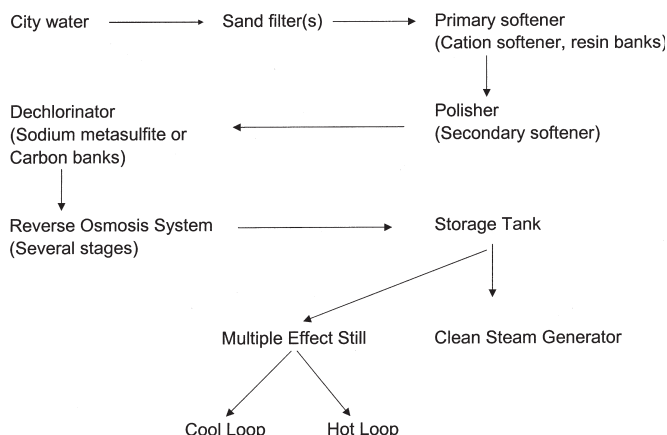 City water
Sand filter(s)
Primary softener
(Cation softener, resin banks)
Dechlorinator
(Sodium metasulfite or
Carbon banks)
Polisher
(Secondary softener)
Reverse Osmosis System
(Several stages)
Storage Tank
Multiple Effect Still
Clean Steam Generator
Cool Loop
Hot Loop